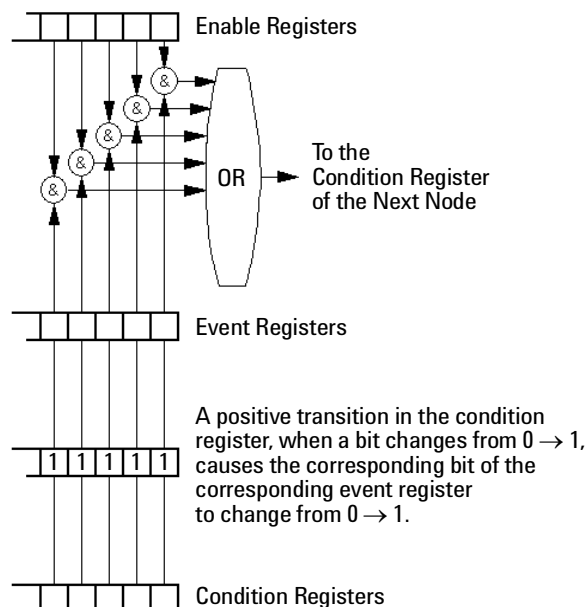 Enable Registers
&
&
&
&
&
OR
To the
Condition Register
of the Next Node
Event Registers
A positive transition in the condition
register, when a bit changes from 0 → 1,
causes the corresponding bit of the
corresponding event register
to change from 0 → 1.
1 1 1 1 1
Condition Registers